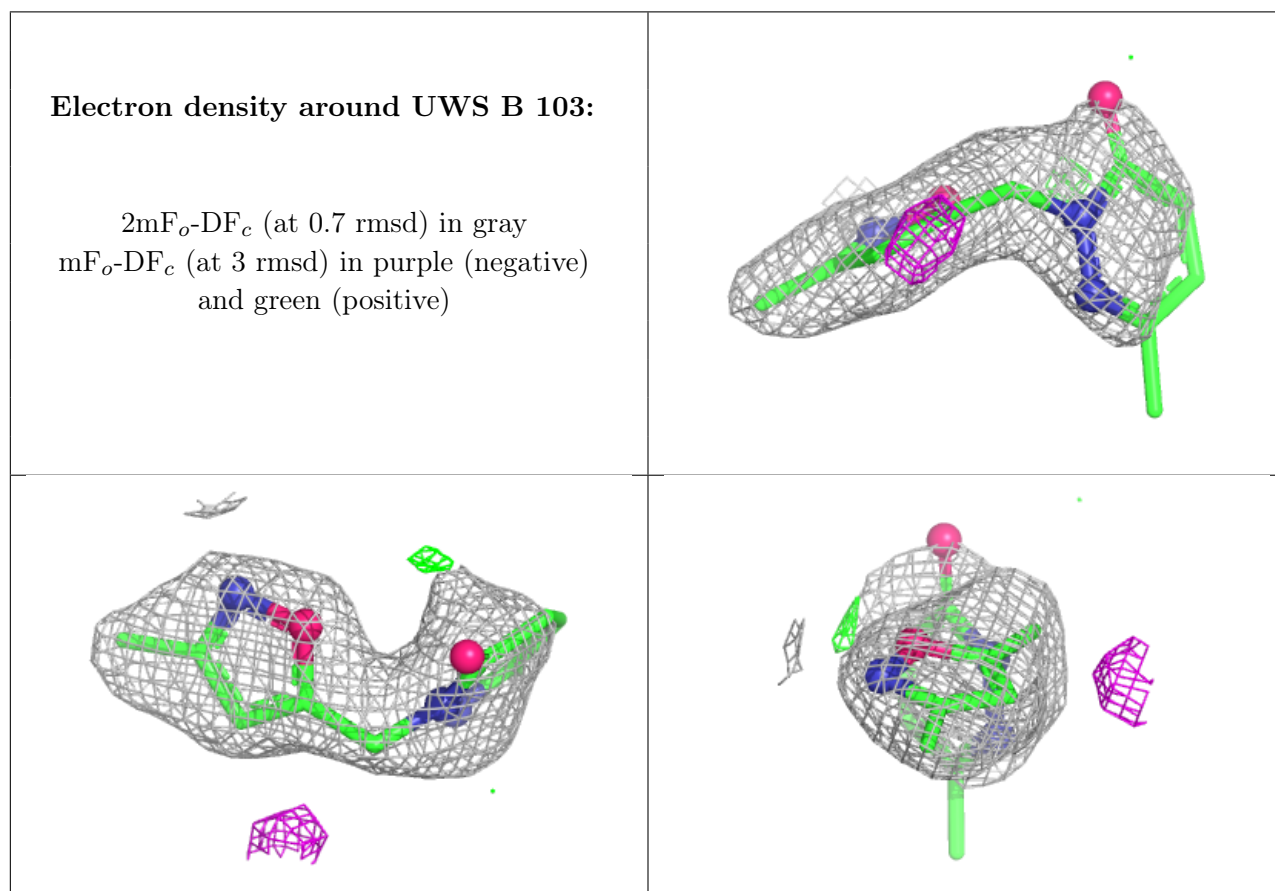 Electron density around UWS B 103:
2mFo-DFc (at 0.7 rmsd) in gray
mFo-DFc (at 3 rmsd) in purple (negative)
and green (positive)